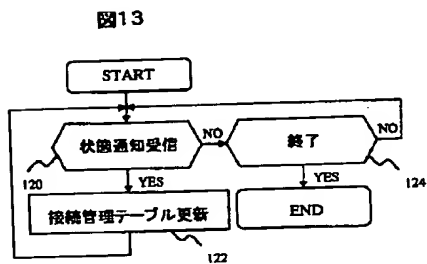 図13
START
状態通知受信
NO
終了
NO
120
YES
YES
124
接続管理テーブル更新
END
122